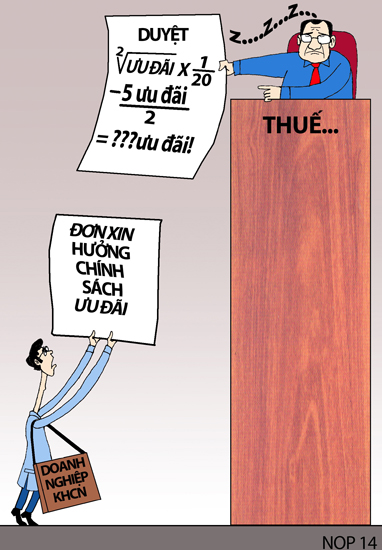 z...z...z...
DUYỆT
2√ƯU ĐÃI X 1/20
−5 ưu đãi
2
= ???ưu đãi!
THUẾ...
ĐƠN XIN
HƯỞNG
CHÍNH
SÁCH
ƯU ĐÃI
DOANH
NGHIỆP
KHCN
NOP 14